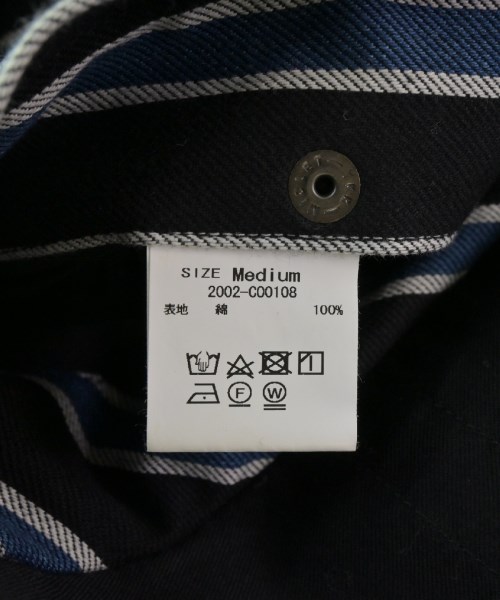 SIZE Medium
2002-C00108
表地 綿 100%
F W